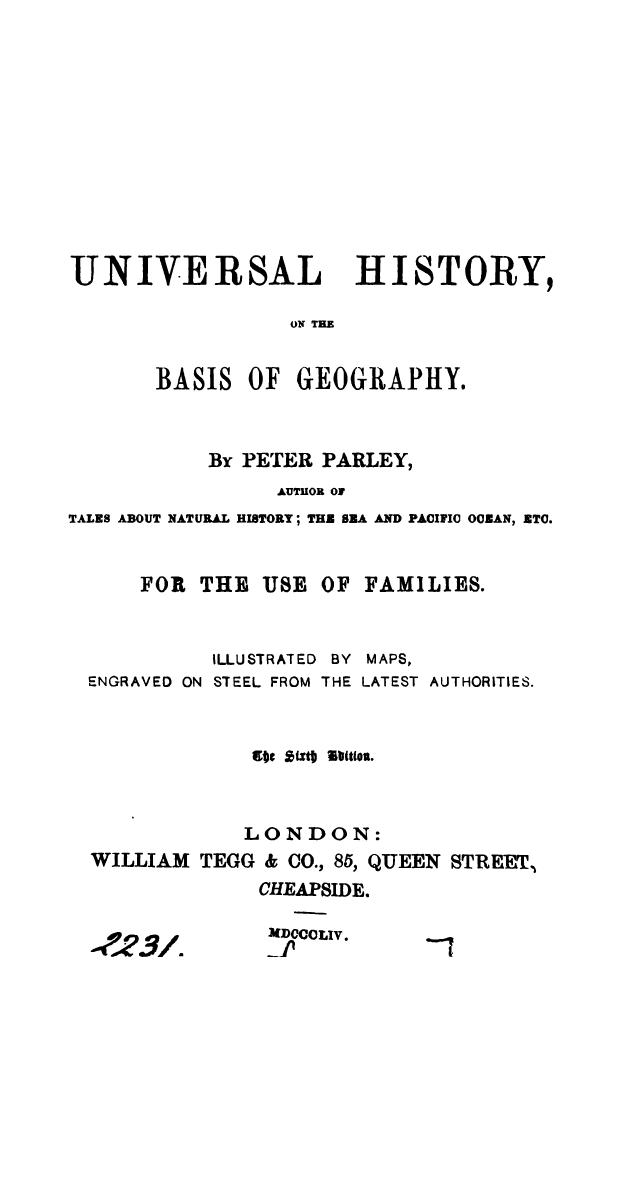 UNIVERSAL HISTORY,
ON THE
BASIS OF GEOGRAPHY.
By PETER PARLEY,
AUTHOR OF
TALES ABOUT NATURAL HISTORY; THE SEA AND PACIFIC OCEAN, ETC.
FOR THE USE OF FAMILIES.
ILLUSTRATED BY MAPS,
ENGRAVED ON STEEL FROM THE LATEST AUTHORITIES.
The Sixth Edition.
LONDON:
WILLIAM TEGG & CO., 85, QUEEN STREET,
CHEAPSIDE.
MDCCCLIV.
2231.